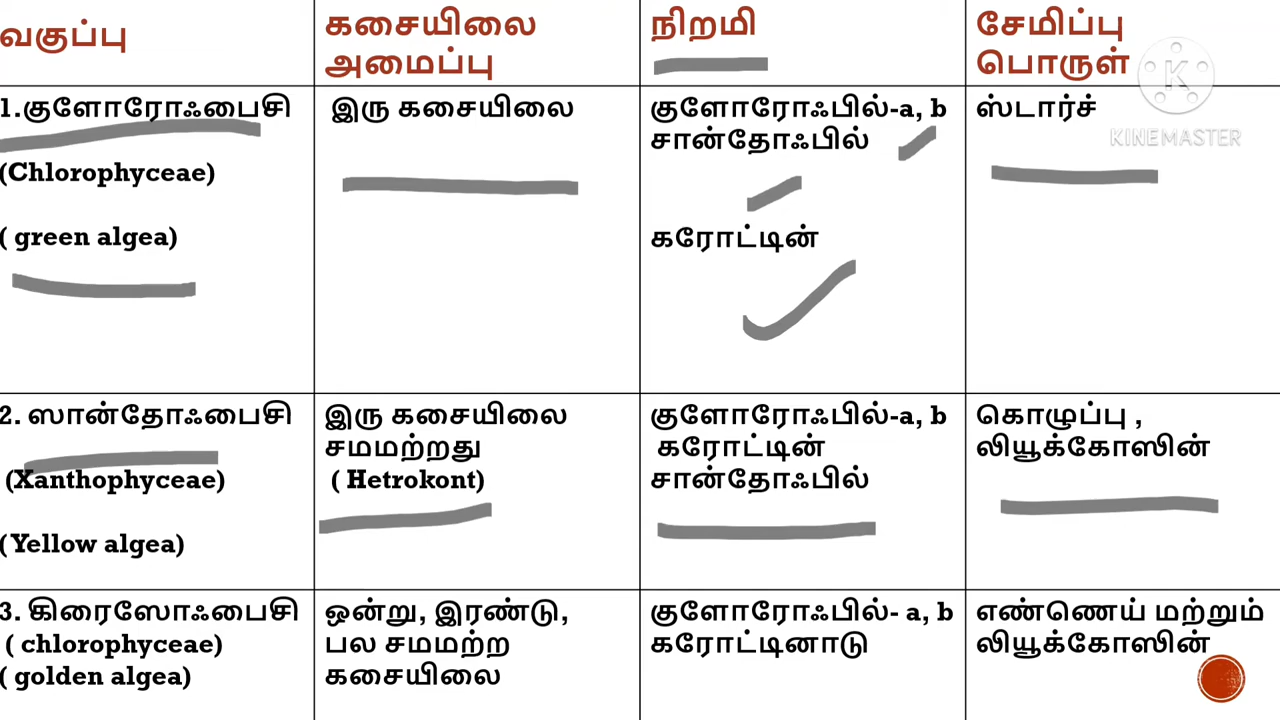 வகுப்பு
கசையிலை
அமைப்பு
நிறமி
சேமிப்பு
பொருள்
KINEMASTER
1.குளோரோஃபைசி
(Chlorophyceae)
( green algea)
இரு கசையிலை
குளோரோஃபில்-a, b
சான்தோஃபில்
கரோட்டின்
ஸ்டார்ச்
2. ஸான்தோஃபைசி
(Xanthophyceae)
(Yellow algea)
இரு கசையிலை
சமமற்றது
( Hetrokont)
குளோரோஃபில்-a, b
கரோட்டின்
சான்தோஃபில்
கொழுப்பு ,
லியூக்கோஸின்
3. கிரைஸோஃபைசி
( chlorophyceae)
( golden algea)
ஒன்று, இரண்டு,
பல சமமற்ற
கசையிலை
குளோரோஃபில்- a, b
கரோட்டினாடு
எண்ணெய் மற்றும்
லியூக்கோஸின்